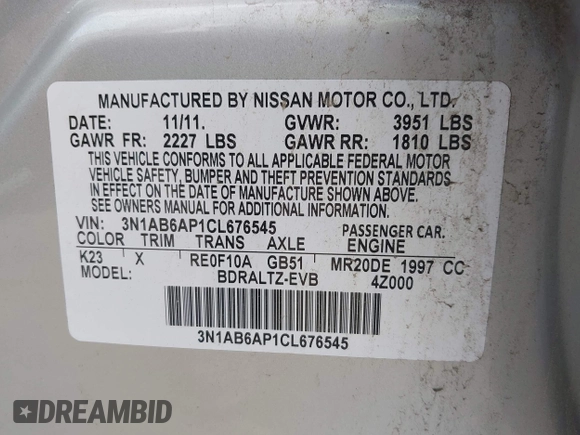 MANUFACTURED BY NISSAN MOTOR CO., LTD.
DATE: 11/11. GVWR: 3951 LBS
GAWR FR: 2227 LBS GAWR RR: 1810 LBS
THIS VEHICLE CONFORMS TO ALL APPLICABLE FEDERAL MOTOR
VEHICLE SAFETY, BUMPER AND THEFT PREVENTION STANDARDS
IN EFFECT ON THE DATE OF MANUFACTURE SHOWN ABOVE.
SEE OWNERS MANUAL FOR ADDITIONAL INFORMATION.
VIN: 3N1AB6AP1CL676545 PASSENGER CAR.
COLOR TRIM TRANS AXLE ENGINE
K23 X RE0F10A GB51 MR20DE 1997 CC
MODEL: BDRALTZ-EVB 4Z000
3N1AB6AP1CL676545
DREAMBID